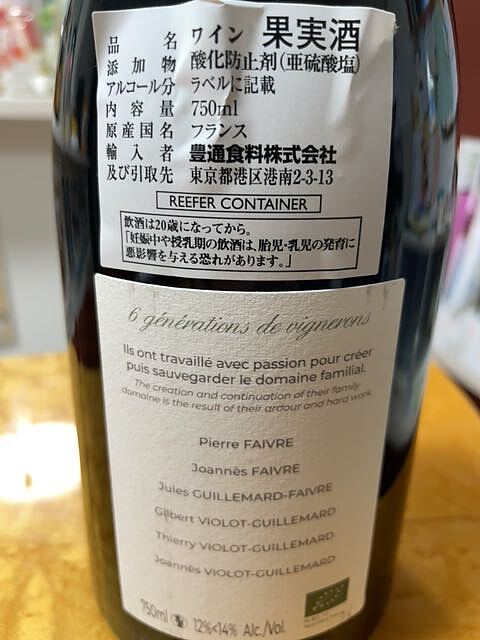 品名 ワイン 果実酒
添加物 酸化防止剤(亜硫酸塩)
アルコール分 ラベルに記載
内容量 750ml
原産国名 フランス
輸入者 豊通食料株式会社
及び引取先 東京都港区港南2-3-13
REEFER CONTAINER
飲酒は20歳になってから。
「妊娠中や授乳期の飲酒は、胎児・乳児の発育に
悪影響を与える恐れがあります。」
6 générations de vignerons
Ils ont travaillé avec passion pour créer
puis sauvegarder le domaine familial.
The creation and continuation of their family
domaine is the result of their ardour and hard work.
Pierre FAIVRE
Joannès FAIVRE
Jules GUILLEMARD-FAIVRE
Gilbert VIOLOT-GUILLEMARD
Thierry VIOLOT-GUILLEMARD
Joannès VIOLOT-GUILLEMARD
750ml 12%<14% Alc./Vol.